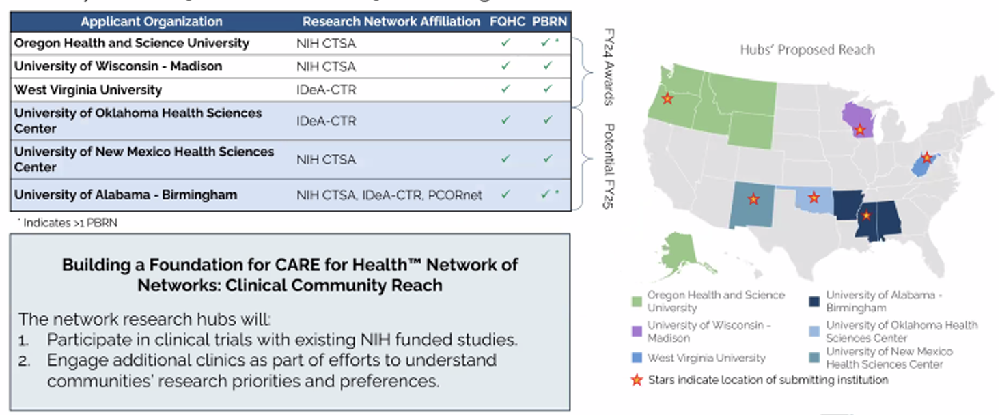 Applicant Organization Research Network Affiliation FQHC PBRN
Oregon Health and Science University NIH CTSA ✓ ✓ *
University of Wisconsin - Madison NIH CTSA ✓ ✓
West Virginia University IDeA-CTR ✓ ✓
University of Oklahoma Health Sciences
Center IDeA-CTR ✓ ✓
University of New Mexico Health Sciences
Center NIH CTSA ✓ ✓
University of Alabama - Birmingham NIH CTSA, IDeA-CTR, PCORnet ✓ ✓ *
* Indicates >1 PBRN
FY24 Awards
Potential FY25
Building a Foundation for CARE for Health™ Network of
Networks: Clinical Community Reach
The network research hubs will:
1. Participate in clinical trials with existing NIH funded studies.
2. Engage additional clinics as part of efforts to understand
communities' research priorities and preferences.
Hubs' Proposed Reach
Oregon Health and Science
University
University of Wisconsin -
Madison
West Virginia University
University of Alabama -
Birmingham
University of Oklahoma Health
Sciences Center
University of New Mexico
Health Sciences Center
Stars indicate location of submitting institution